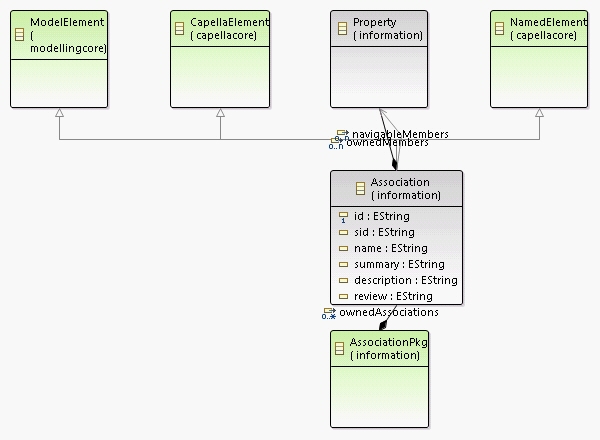 ModelElement
(
modellingcore)
CapellaElement
( capellacore)
Property
( information)
NamedElement
( capellacore)
navigableMembers
ownedMembers
0..n
Association
( information)
id : EString
1
sid : EString
name : EString
summary : EString
description : EString
review : EString
ownedAssociations
0..*
AssociationPkg
( information)